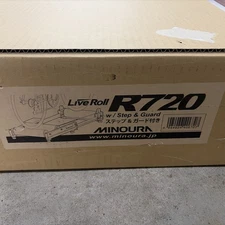 Live Roll R720
w/ Step & Guard
ステップ&ガード付き
MINOURA
www.minoura.jp